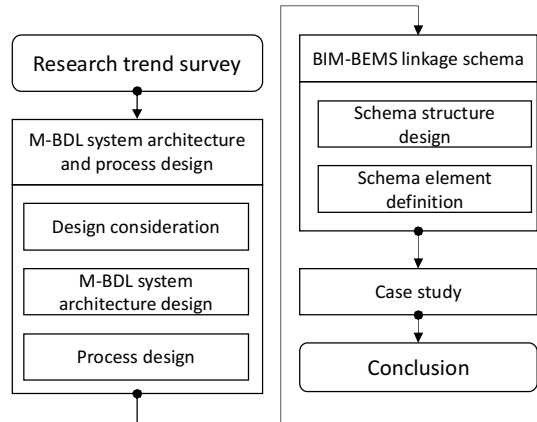 Research trend survey
M-BDL system architecture
and process design
Design consideration
M-BDL system
architecture design
Process design
BIM-BEMS linkage schema
Schema structure
design
Schema element
definition
Case study
Conclusion